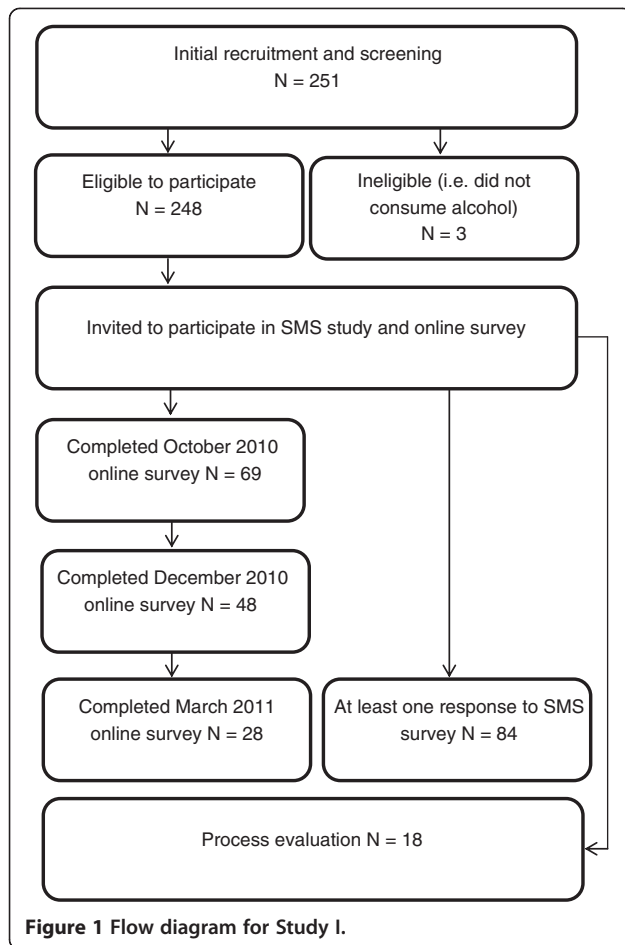 Initial recruitment and screening
N = 251
Eligible to participate
N = 248
Ineligible (i.e. did not
consume alcohol)
N = 3
Invited to participate in SMS study and online survey
Completed October 2010
online survey N = 69
Completed December 2010
online survey N = 48
Completed March 2011
online survey N = 28
At least one response to SMS
survey N = 84
Process evaluation N = 18
Figure 1 Flow diagram for Study I.